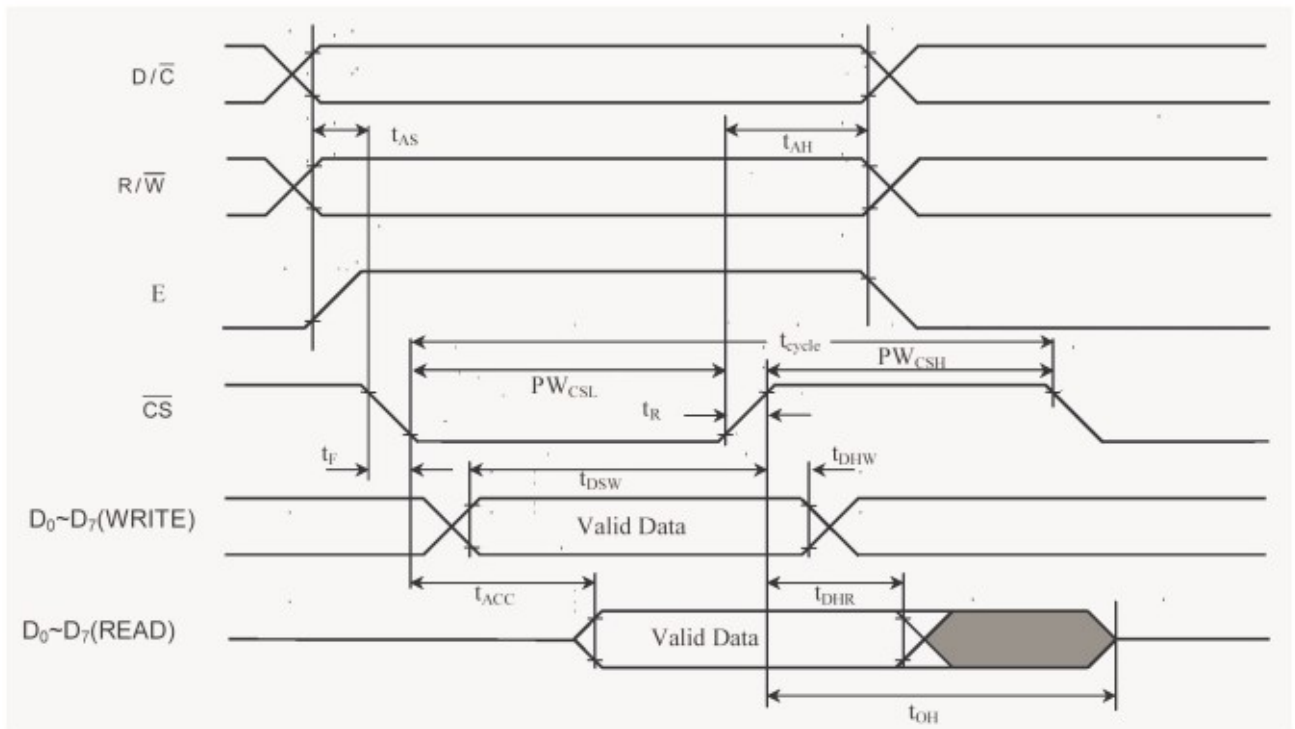 D/C̅
t_AS
t_AH
R/W̅
E
t_cycle
PW_CSL
PW_CSH
C̅S̅
t_R
t_F
t_DSW
t_DHW
D₀~D₇(WRITE)
Valid Data
t_ACC
t_DHR
D₀~D₇(READ)
Valid Data
t_OH